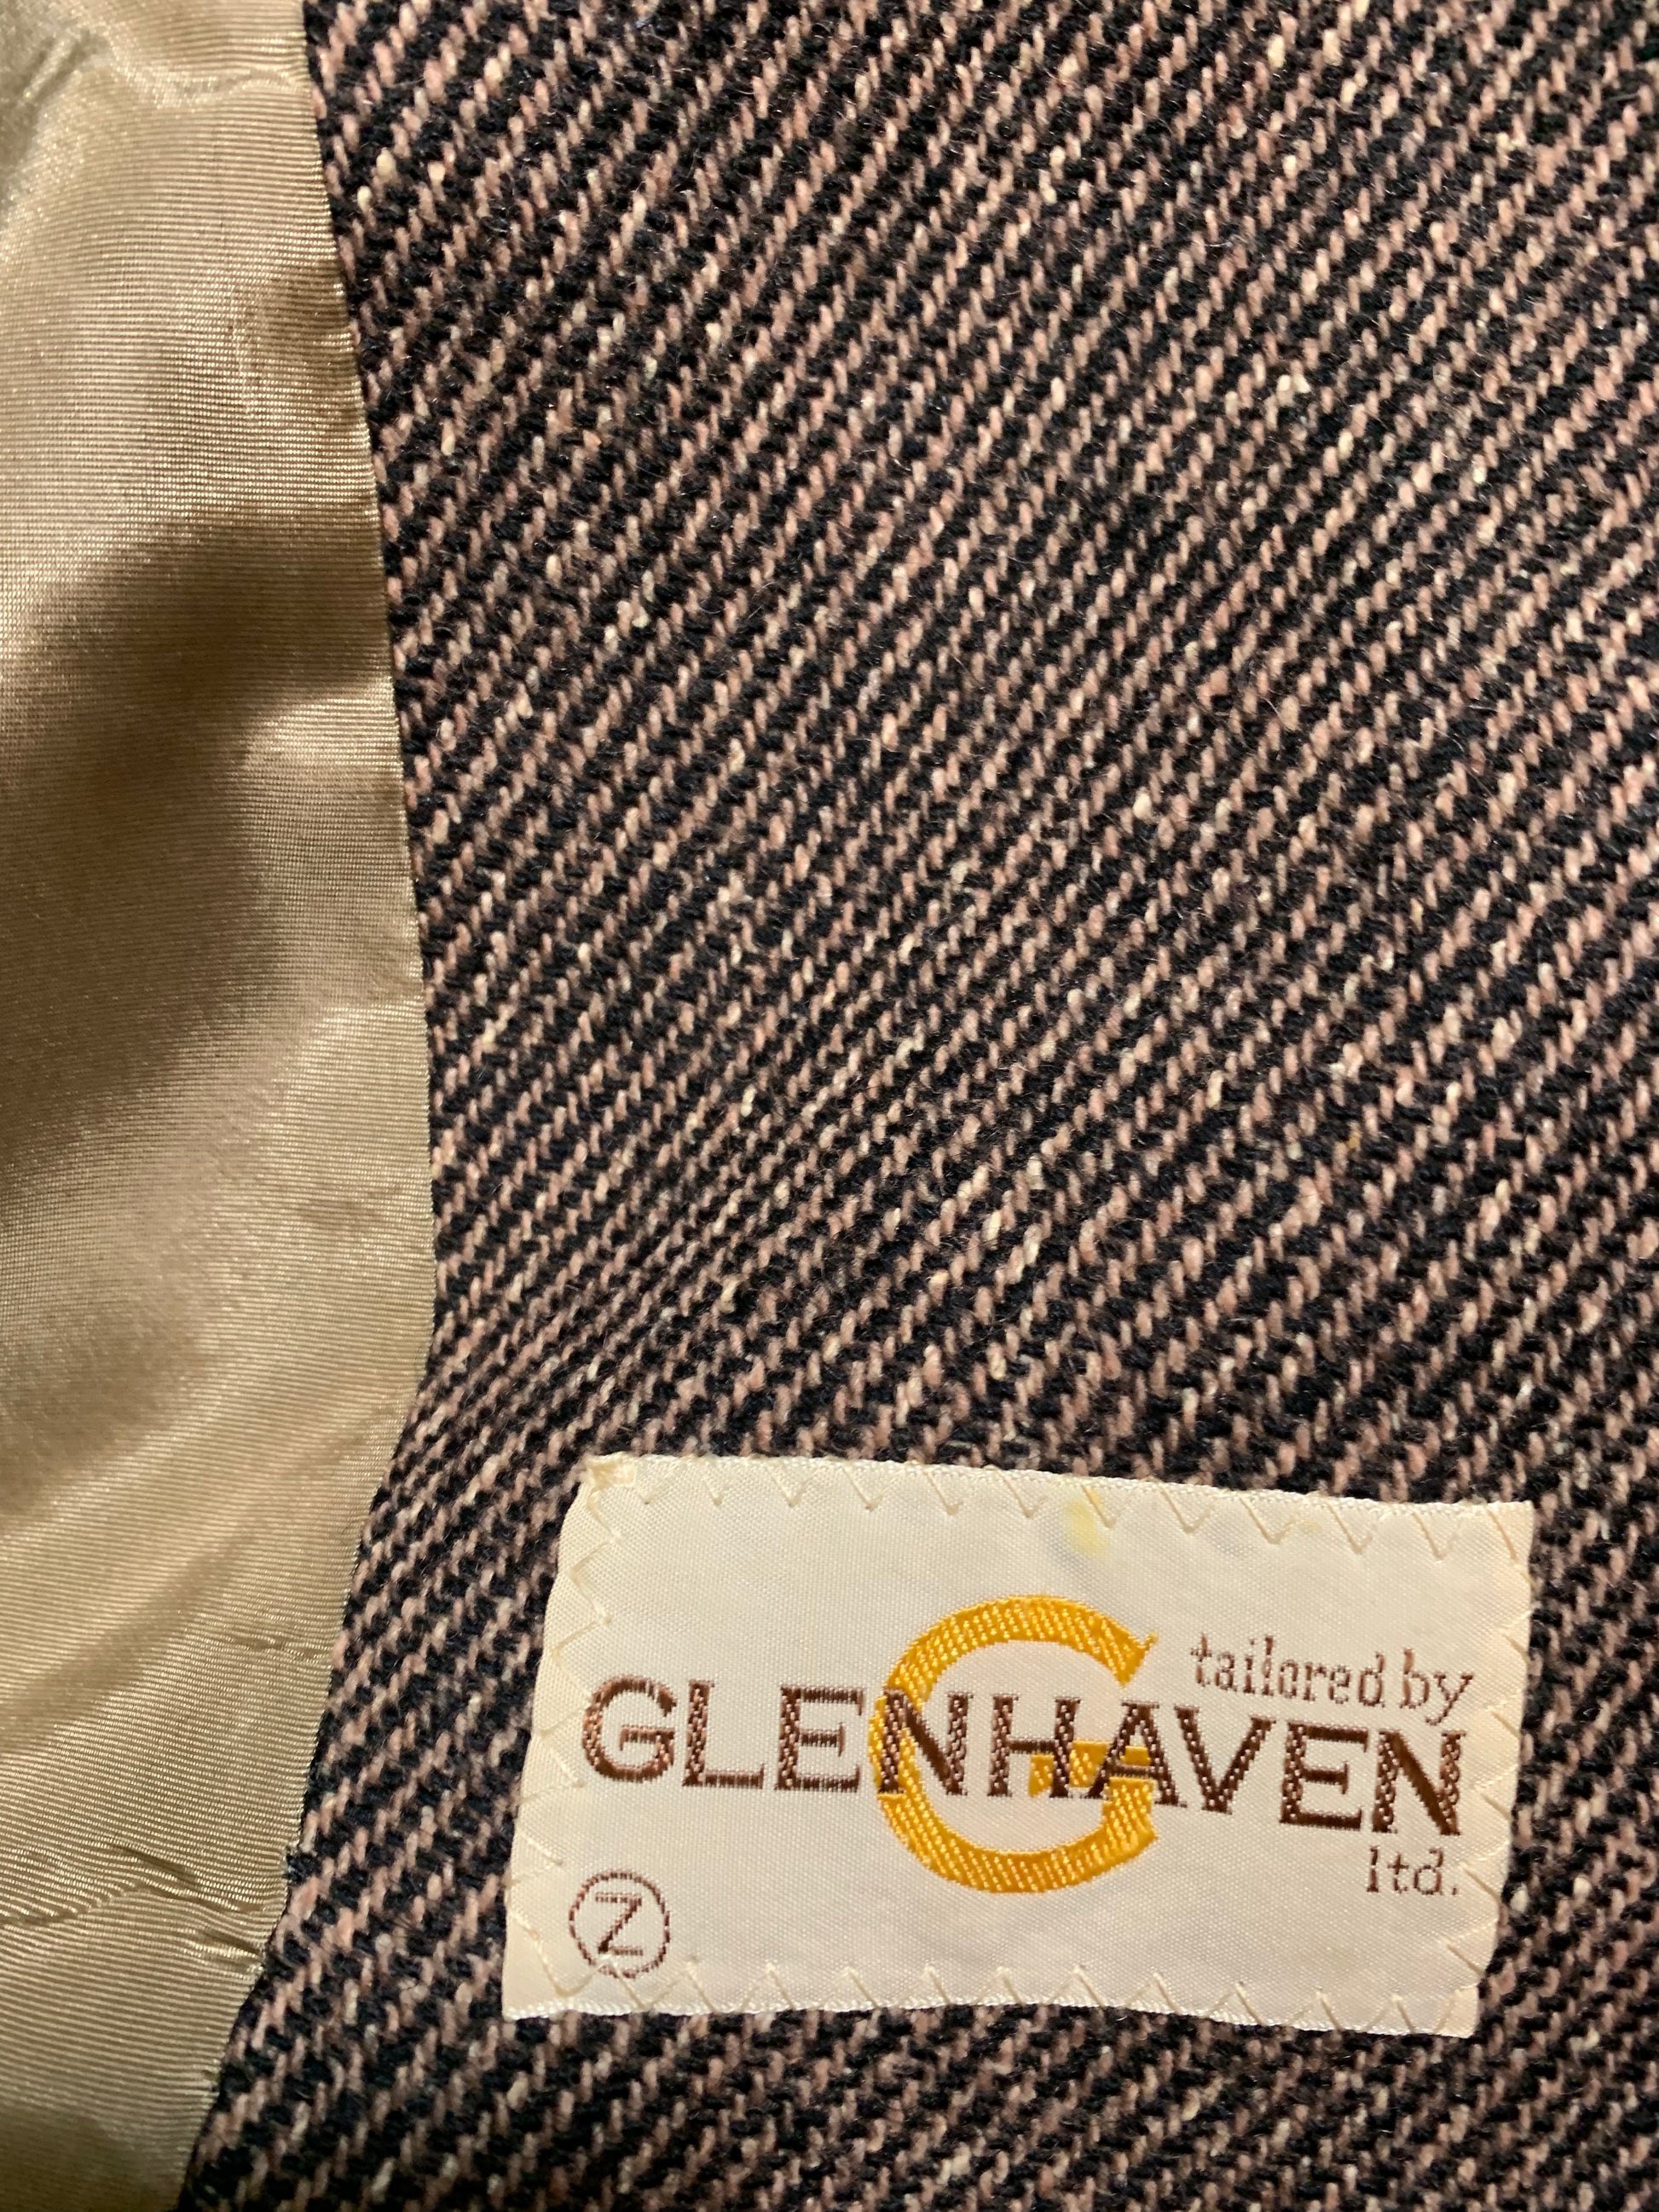 G
tailored by
GLENHAVEN
ltd.
Z